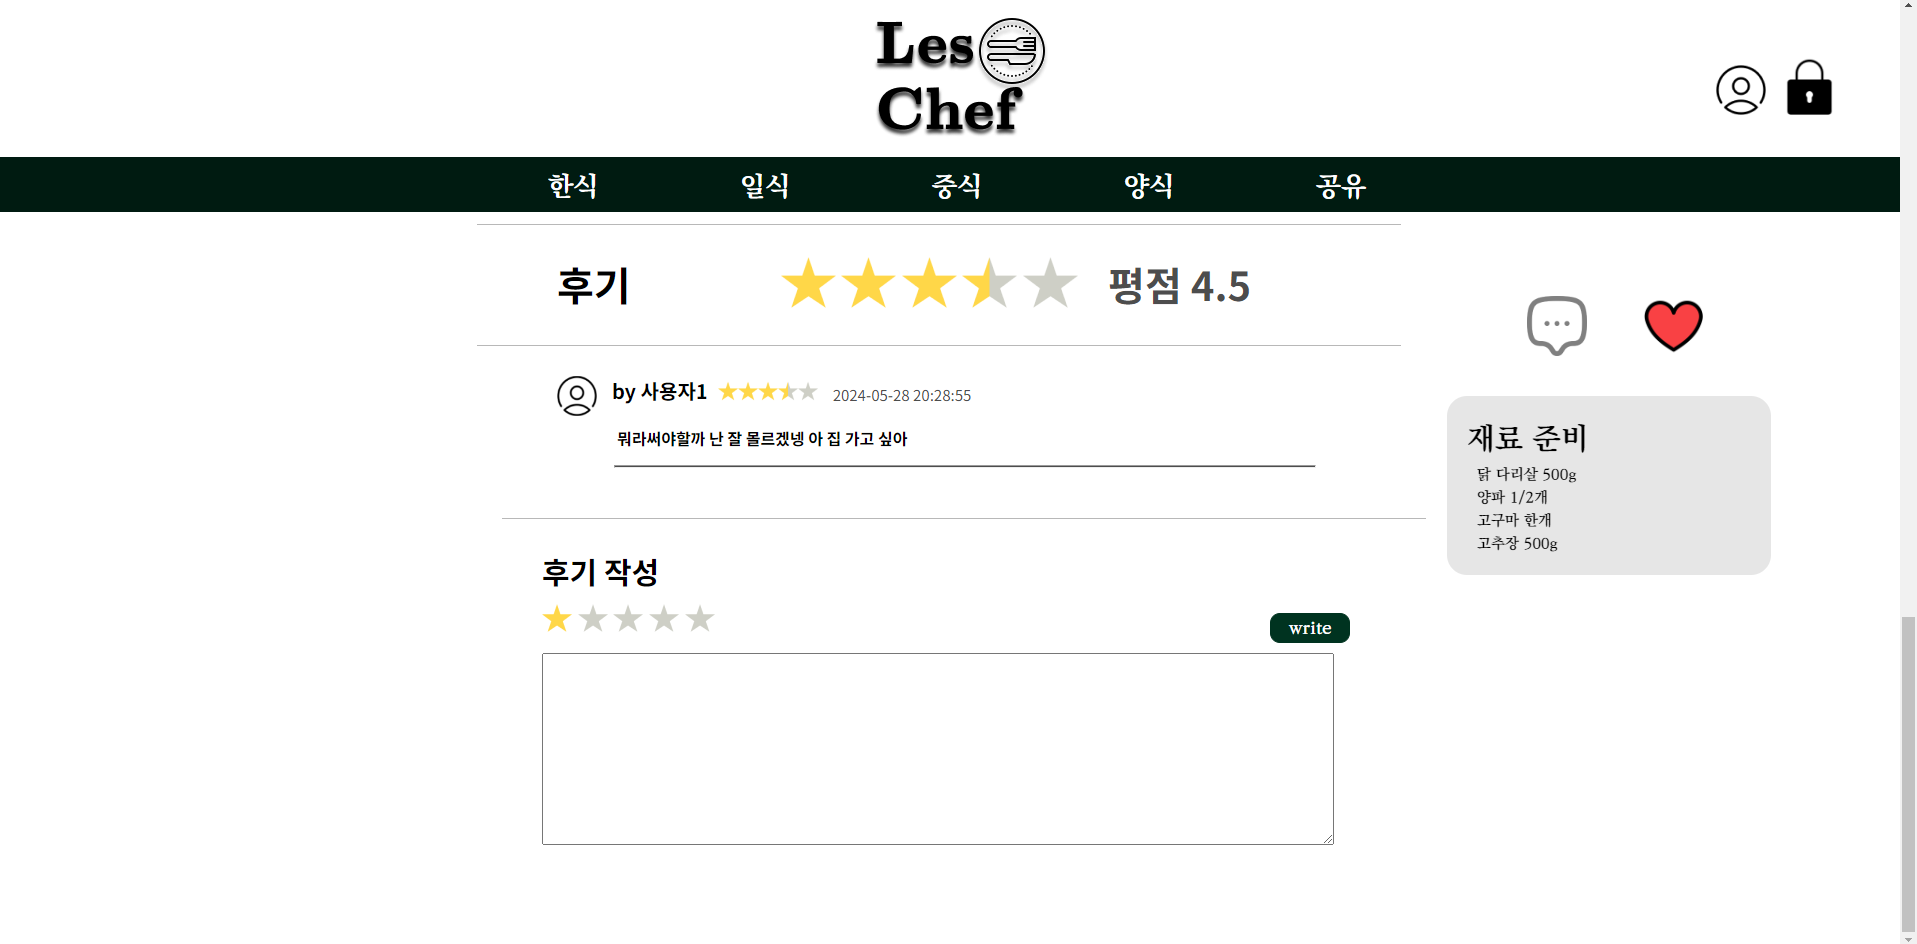 Les
Chef
한식 일식 중식 양식 공유
후기 평점 4.5
by 사용자1 2024-05-28 20:28:55
뭐라써야할까 난 잘 몰르겠넹 아 집 가고 싶아
후기 작성
write
재료 준비
닭 다리살 500g
양파 1/2개
고구마 한개
고추장 500g